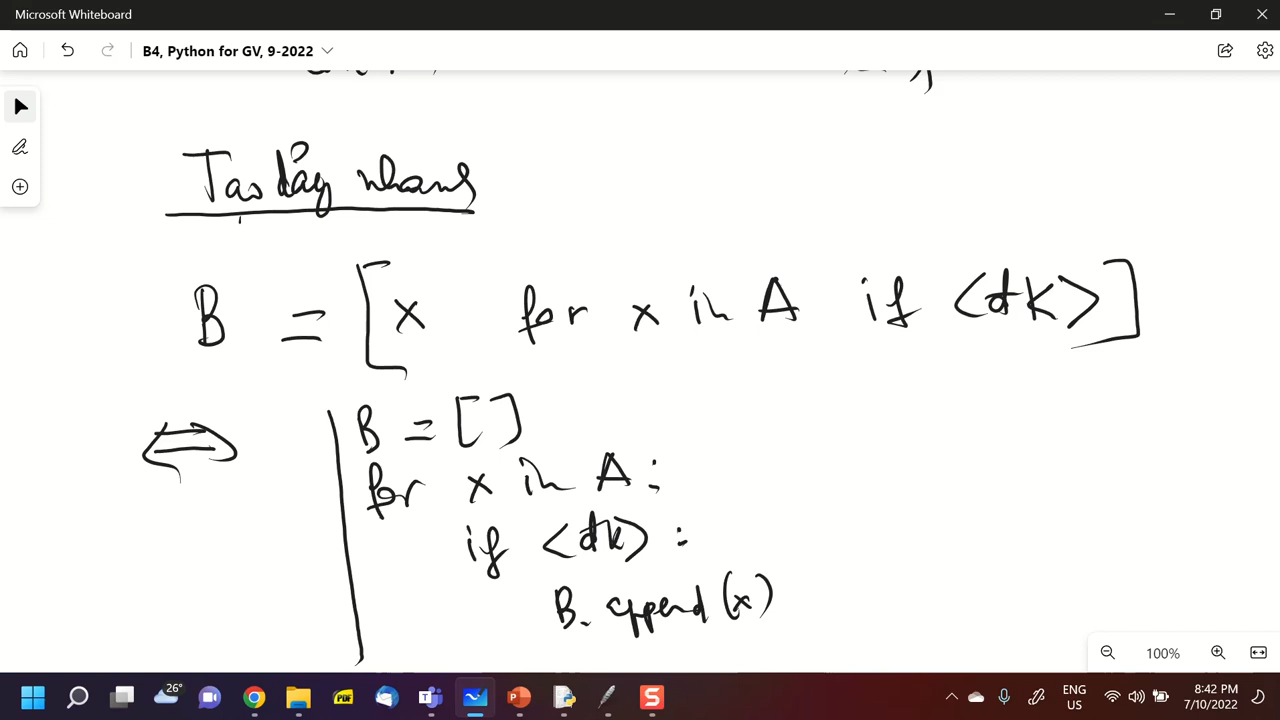 Microsoft Whiteboard
B4, Python for GV, 9-2022
Tạo dãy nhanh
B = [x for x in A if <đk>]
⇔
B = []
for x in A:
if <đk>:
B.append(x)
100%
26°
PDF
S
ENG
US
8:42 PM
7/10/2022